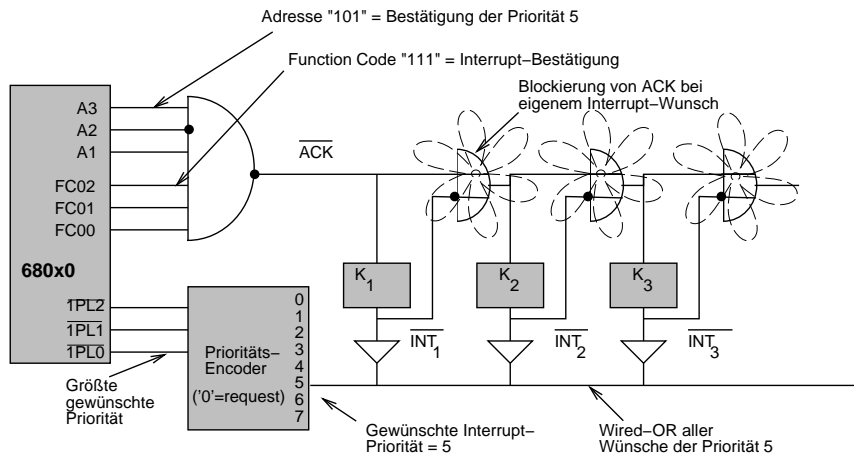 Adresse "101" = Bestätigung der Priorität 5
Function Code "111" = Interrupt−Bestätigung
Blockierung von ACK bei
eigenem Interrupt−Wunsch
A3
A2
A1
ACK
FC02
FC01
FC00
680x0
K1
K2
K3
1PL2
1PL1
1PL0
INT1
INT2
INT3
Prioritäts−
Encoder
('0'=request)
0
1
2
3
4
5
6
7
Größte
gewünschte
Priorität
Gewünschte Interrupt−
Priorität = 5
Wired−OR aller
Wünsche der Priorität 5